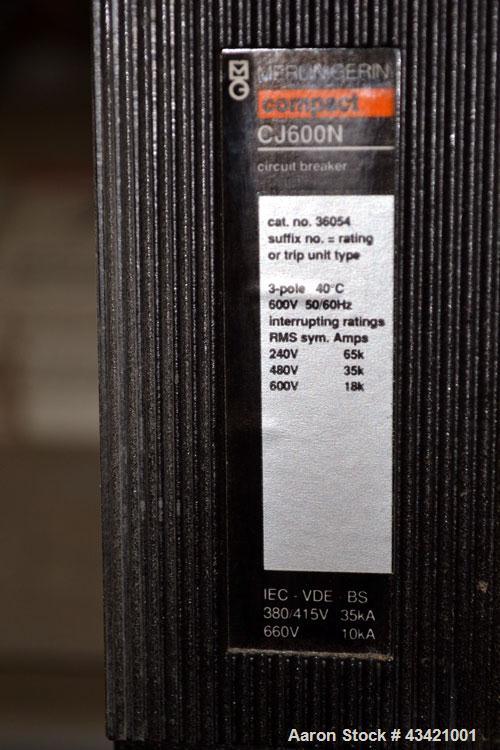 MG
MERLIN GERIN
compact
CJ600N
circuit breaker
cat. no. 36054
suffix no. = rating
or trip unit type
3-pole 40°C
600V 50/60Hz
interrupting ratings
RMS sym. Amps
240V 65k
480V 35k
600V 18k
IEC - VDE BS
380/415V 35kA
660V 10kA
Aaron Stock # 43421001